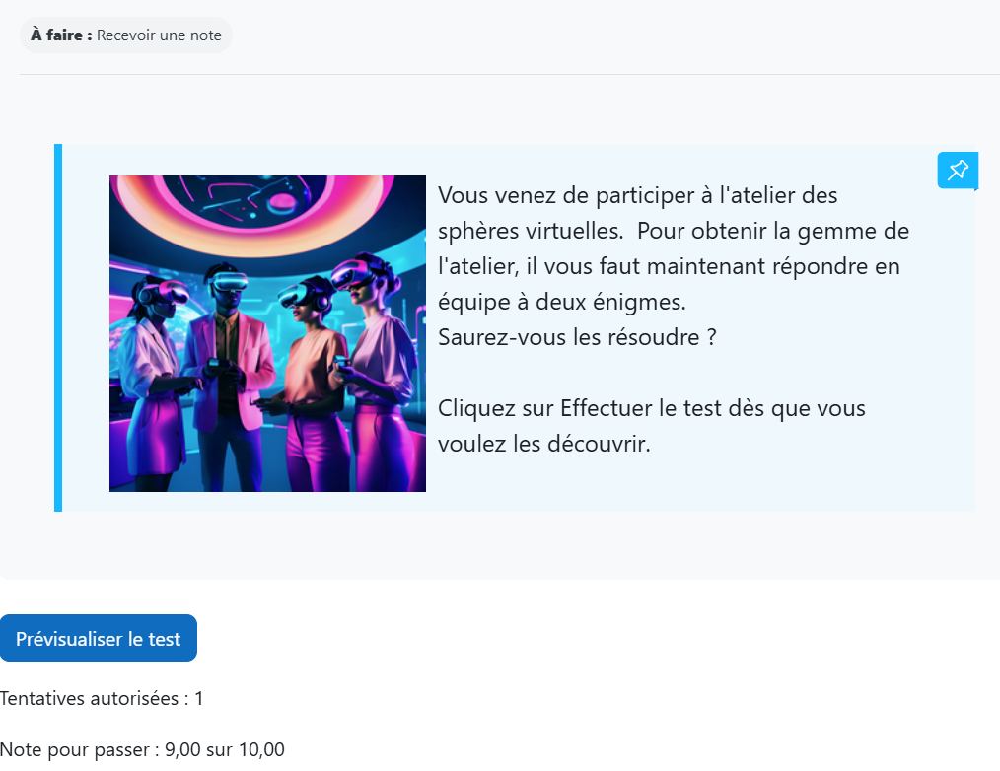 À faire : Recevoir une note
Vous venez de participer à l'atelier des
sphères virtuelles.  Pour obtenir la gemme de
l'atelier, il vous faut maintenant répondre en
équipe à deux énigmes.
Saurez-vous les résoudre ?
Cliquez sur Effectuer le test dès que vous
voulez les découvrir.
Prévisualiser le test
Tentatives autorisées : 1
Note pour passer : 9,00 sur 10,00